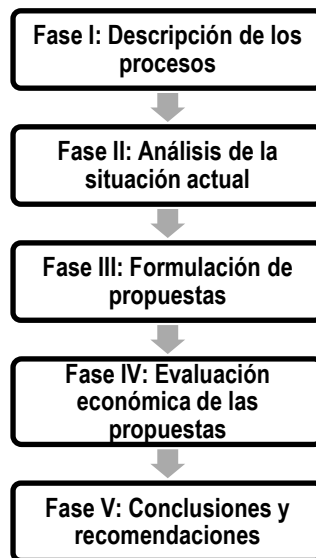 Fase I: Descripción de los
procesos
Fase II: Análisis de la
situación actual
Fase III: Formulación de
propuestas
Fase IV: Evaluación
económica de las
propuestas
Fase V: Conclusiones y
recomendaciones